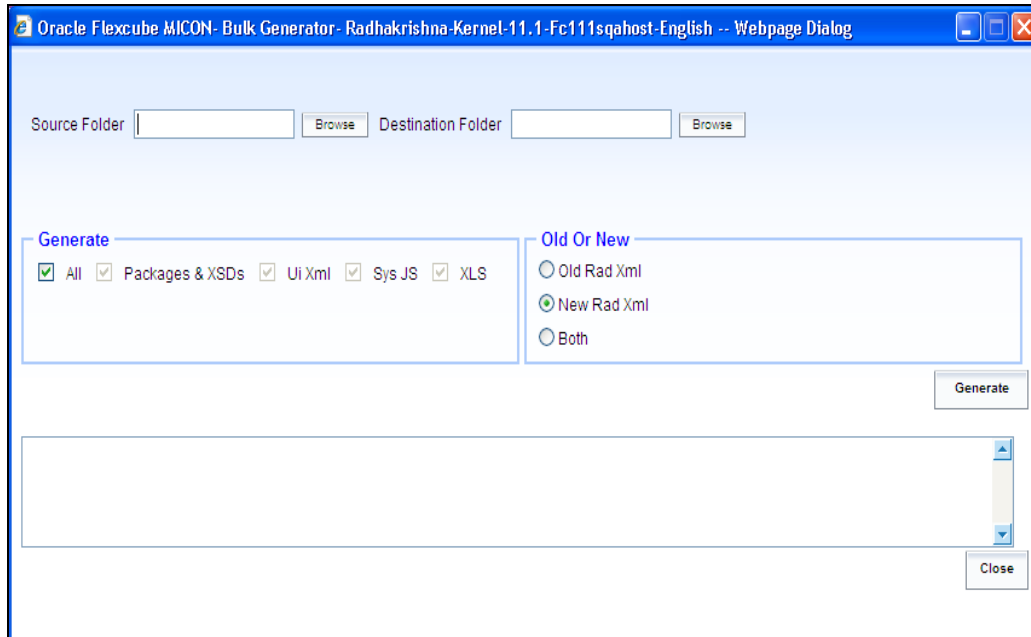 Oracle Flexcube MICON- Bulk Generator- Radhakrishna-Kernel-11.1-Fc111sqahost-English -- Webpage Dialog
Source Folder Browse Destination Folder Browse
Generate
All Packages & XSDs Ui Xml Sys JS XLS
Old Or New
Old Rad Xml
New Rad Xml
Both
Generate
Close